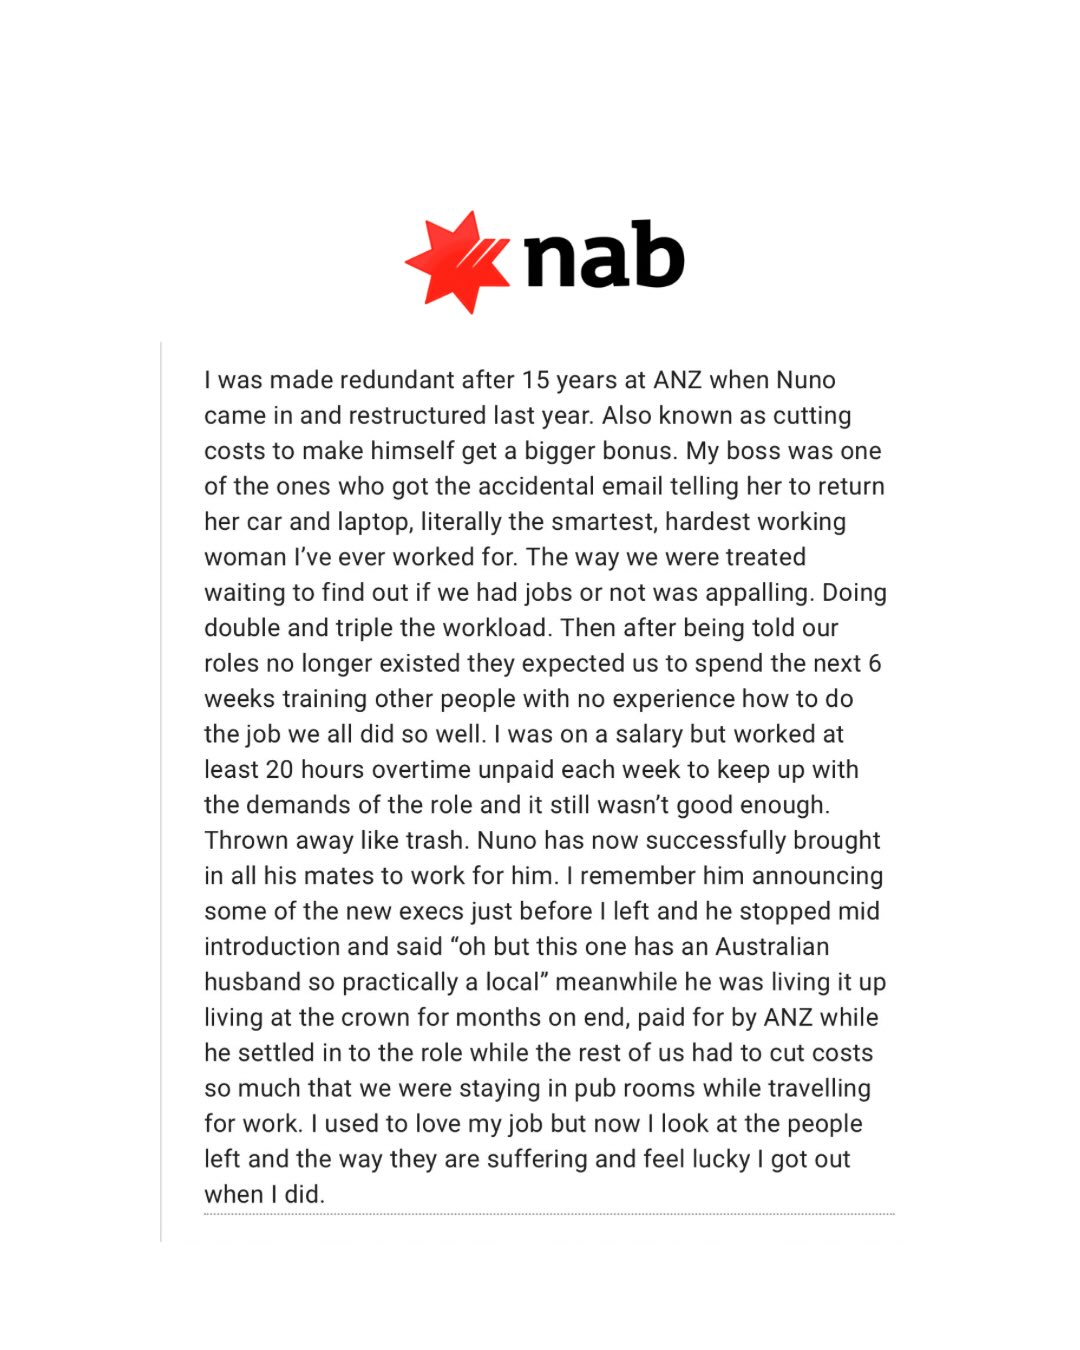 nab
I was made redundant after 15 years at ANZ when Nuno
came in and restructured last year. Also known as cutting
costs to make himself get a bigger bonus. My boss was one
of the ones who got the accidental email telling her to return
her car and laptop, literally the smartest, hardest working
woman I’ve ever worked for. The way we were treated
waiting to find out if we had jobs or not was appalling. Doing
double and triple the workload. Then after being told our
roles no longer existed they expected us to spend the next 6
weeks training other people with no experience how to do
the job we all did so well. I was on a salary but worked at
least 20 hours overtime unpaid each week to keep up with
the demands of the role and it still wasn’t good enough.
Thrown away like trash. Nuno has now successfully brought
in all his mates to work for him. I remember him announcing
some of the new execs just before I left and he stopped mid
introduction and said “oh but this one has an Australian
husband so practically a local” meanwhile he was living it up
living at the crown for months on end, paid for by ANZ while
he settled in to the role while the rest of us had to cut costs
so much that we were staying in pub rooms while travelling
for work. I used to love my job but now I look at the people
left and the way they are suffering and feel lucky I got out
when I did.